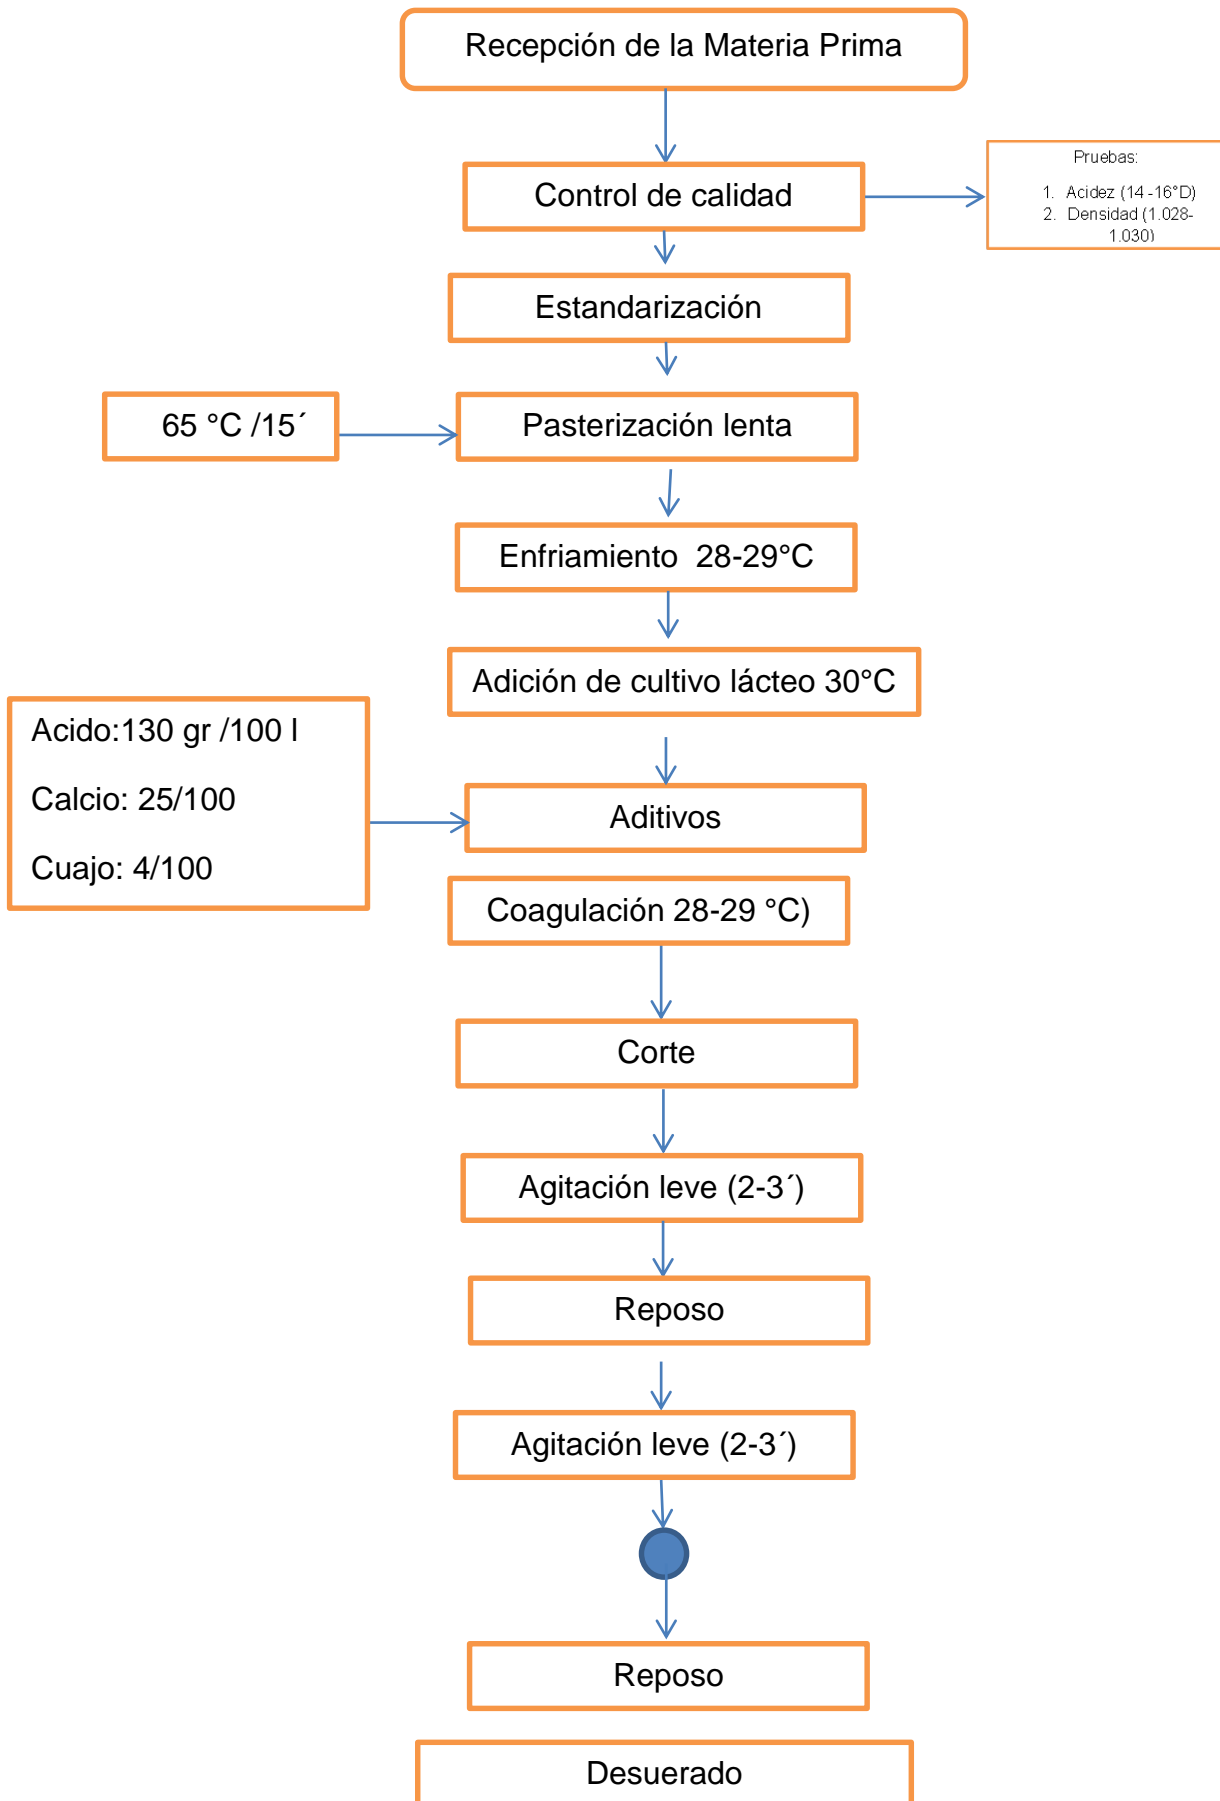 Recepción de la Materia Prima
Control de calidad
Pruebas:
1. Acidez (14 -16°D)
2. Densidad (1.028-
1.030)
Estandarización
65 °C /15´
Pasterización lenta
Enfriamiento 28-29°C
Adición de cultivo lácteo 30°C
Acido:130 gr /100 l
Calcio: 25/100
Cuajo: 4/100
Aditivos
Coagulación 28-29 °C)
Corte
Agitación leve (2-3´)
Reposo
Agitación leve (2-3´)
Reposo
Desuerado